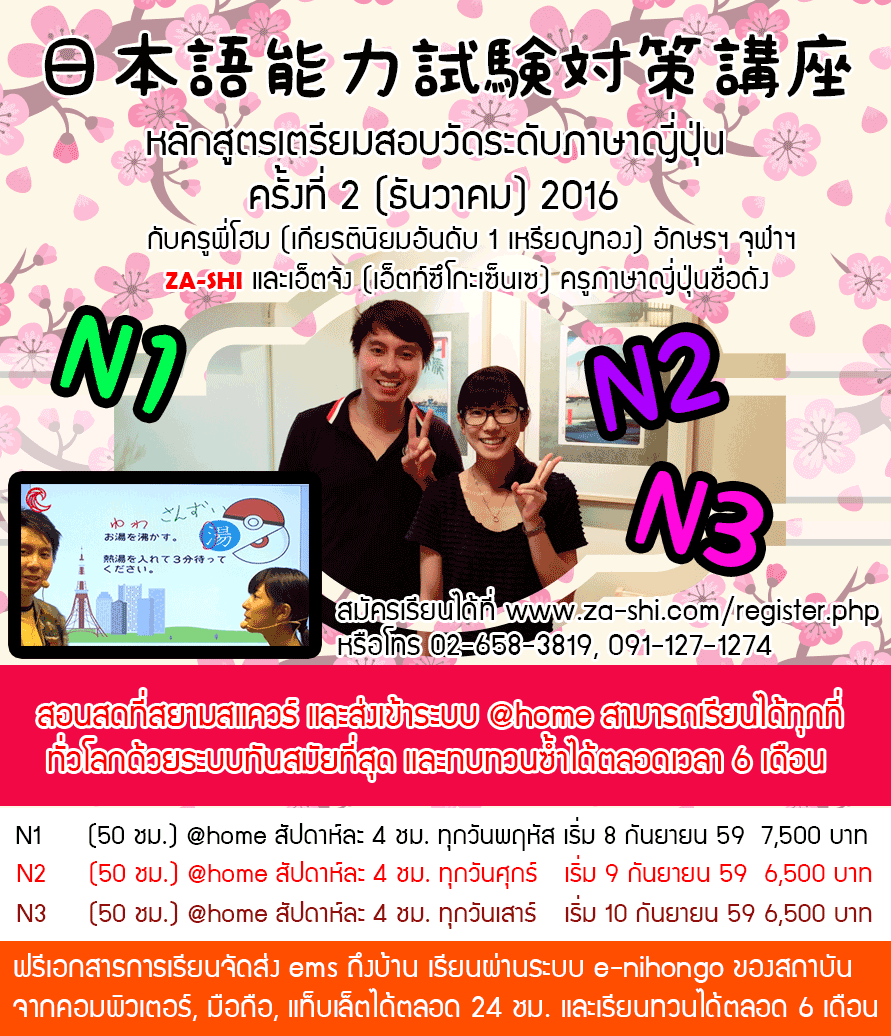 日本語能力試験対策講座
หลักสูตรเตรียมสอบวัดระดับภาษาญี่ปุ่น
ครั้งที่ 2 (ธันวาคม) 2016
กับครูพี่โฮม (เกียรตินิยมอันดับ 1 เหรียญทอง) อักษรฯ จุฬาฯ
ZA-SHI และเอ็ตจัง (เอ็ตท์ซึโกะเซ็นเซ) ครูภาษาญี่ปุ่นชื่อดัง
N1
N2
N3
ゆ わ さんずい
お湯を沸かす。
湯
熱湯を入れて3分待って
ください。
สมัครเรียนได้ที่ www.za-shi.com/register.php
หรือโทร 02-658-3819, 091-127-1274
สอนสดที่สยามสแควร์ และส่งเข้าระบบ @home สามารถเรียนได้ทุกที่
ทั่วโลกด้วยระบบทันสมัยที่สุด และทบทวนซ้ำได้ตลอดเวลา 6 เดือน
N1 (50 ชม.) @home สัปดาห์ละ 4 ชม. ทุกวันพฤหัส เริ่ม 8 กันยายน 59 7,500 บาท
N2 (50 ชม.) @home สัปดาห์ละ 4 ชม. ทุกวันศุกร์ เริ่ม 9 กันยายน 59 6,500 บาท
N3 (50 ชม.) @home สัปดาห์ละ 4 ชม. ทุกวันเสาร์ เริ่ม 10 กันยายน 59 6,500 บาท
ฟรีเอกสารการเรียนจัดส่ง ems ถึงบ้าน เรียนผ่านระบบ e-nihongo ของสถาบัน
จากคอมพิวเตอร์, มือถือ, แท็บเล็ตได้ตลอด 24 ชม. และเรียนทวนได้ตลอด 6 เดือน